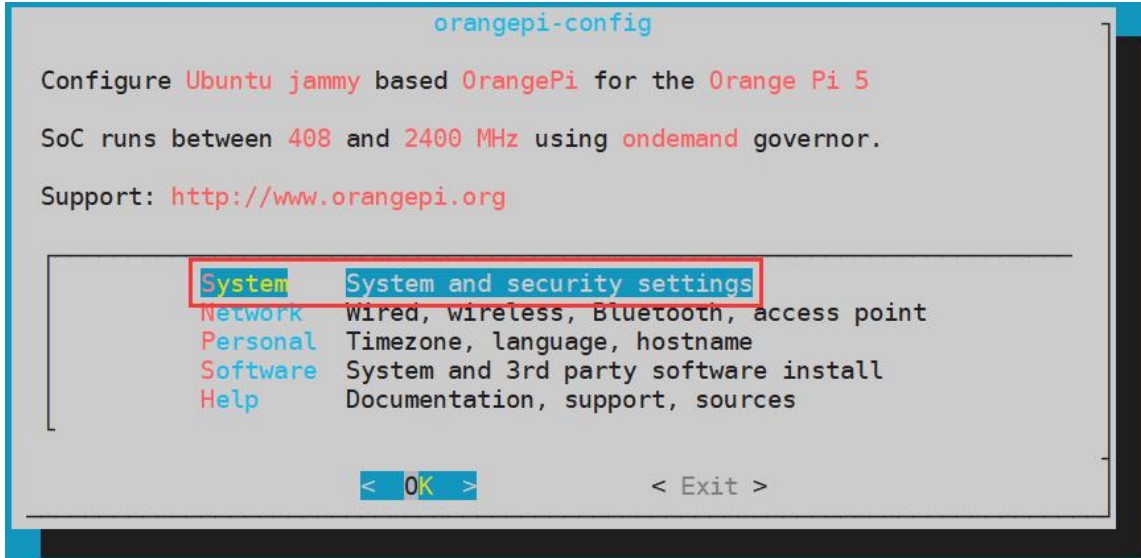 orangepi-config
Configure Ubuntu jammy based OrangePi for the Orange Pi 5
SoC runs between 408 and 2400 MHz using ondemand governor.
Support: http://www.orangepi.org
System System and security settings
Network Wired, wireless, Bluetooth, access point
Personal Timezone, language, hostname
Software System and 3rd party software install
Help Documentation, support, sources
< OK > < Exit >